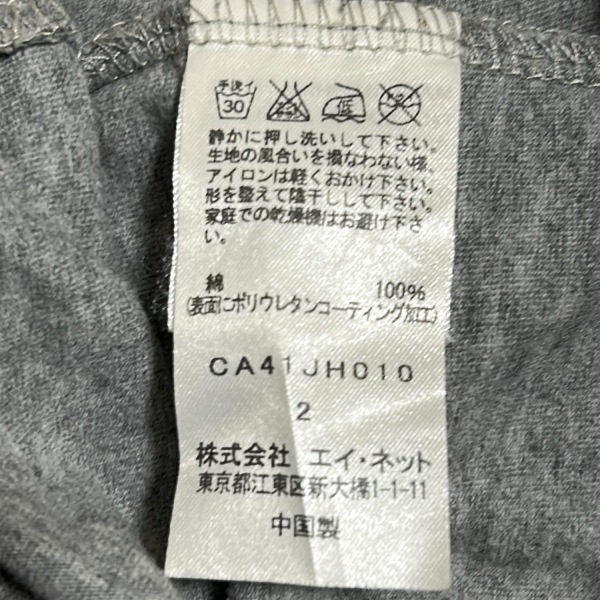 手洗イ
30
低
静かに押し洗いして下さい。
生地の風合いを損なわない様、
アイロンは軽くおかけ下さい。
形を整えて陰干しして下さい。
家庭での乾燥機はお避け下さい。
綿 100%
(表面にポリウレタンコーティング加工)
CA41JH010
2
株式会社 エイ・ネット
東京都江東区新大橋1-1-11
中国製